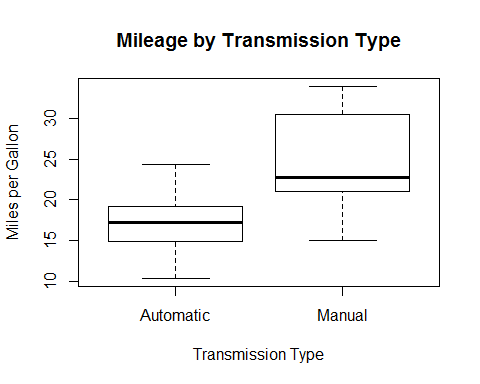 Mileage by Transmission Type
Miles per Gallon
30
25
20
15
10
Automatic Manual
Transmission Type